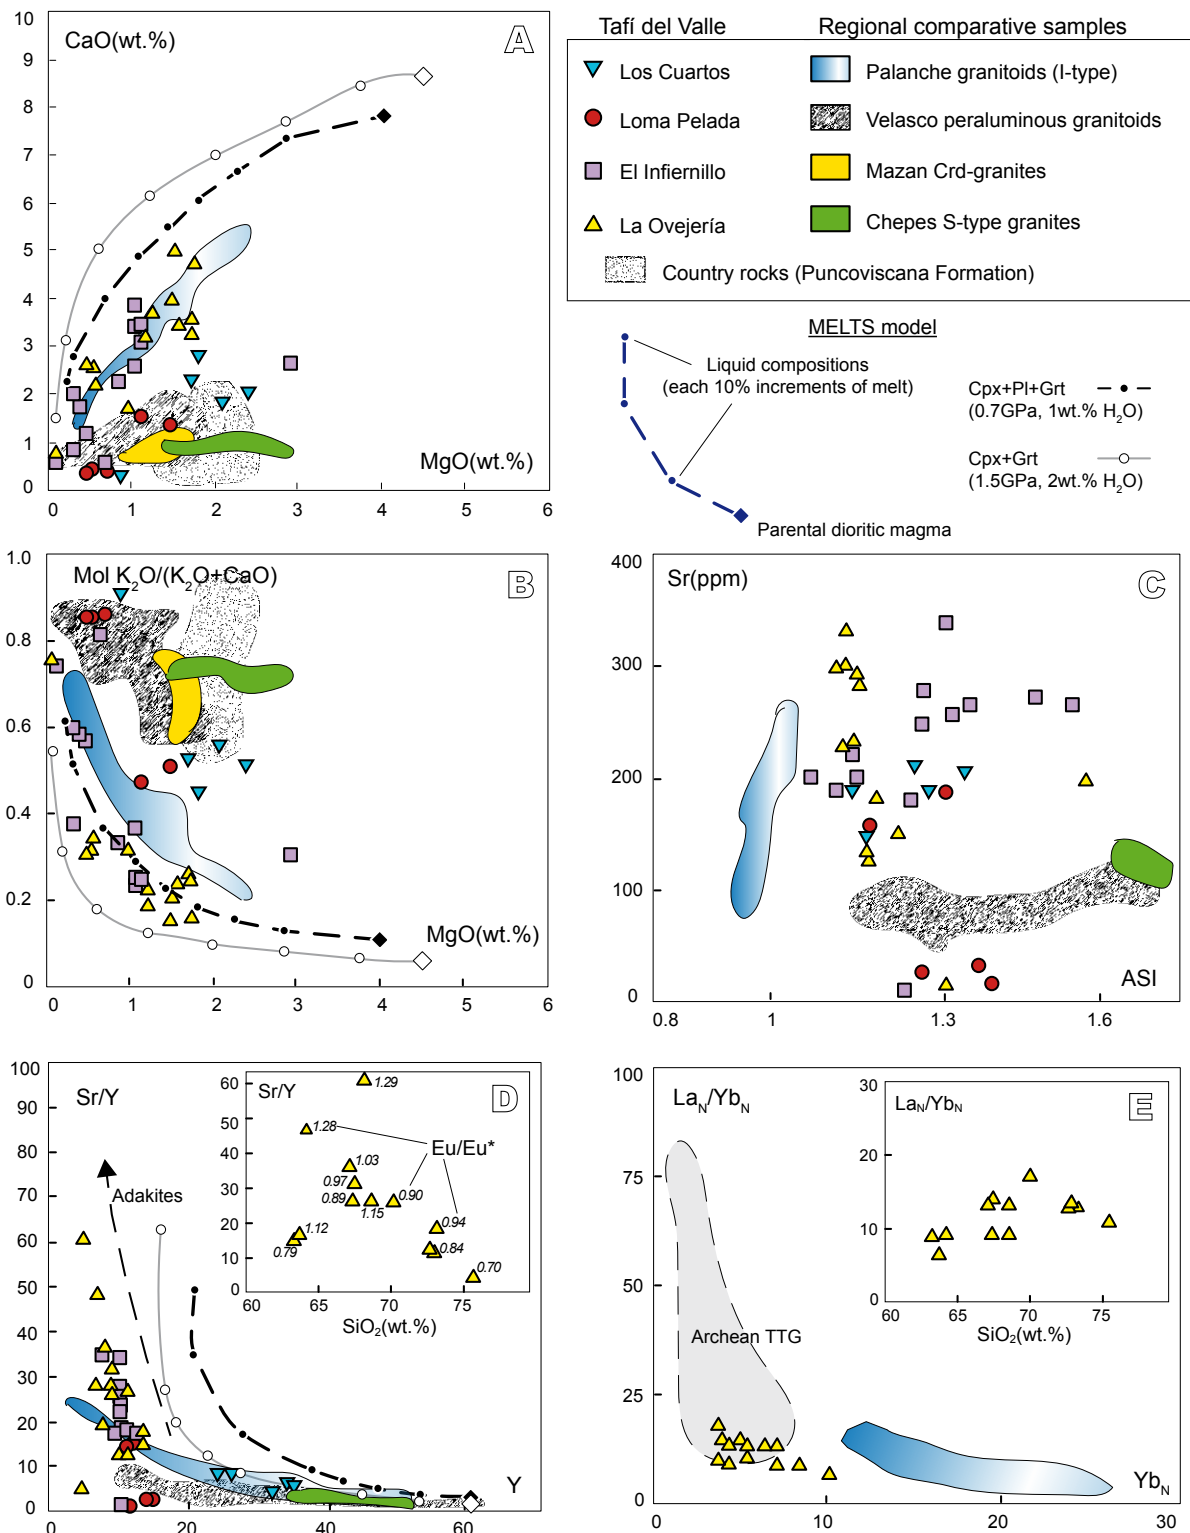 10
9
8
7
6
5
4
3
2
1
0
CaO(wt.%)
A
MgO(wt.%)
0 1 2 3 4 5 6
Tafí del Valle
Regional comparative samples
Los Cuartos
Palanche granitoids (I-type)
Loma Pelada
Velasco peraluminous granitoids
El Infiernillo
Mazan Crd-granites
La Ovejería
Chepes S-type granites
Country rocks (Puncoviscana Formation)
MELTS model
Liquid compositions
(each 10% increments of melt)
Parental dioritic magma
Cpx+Pl+Grt
(0.7GPa, 1wt.% H₂O)
Cpx+Grt
(1.5GPa, 2wt.% H₂O)
1.0
0.8
0.6
0.4
0.2
0
Mol K₂O/(K₂O+CaO)
B
MgO(wt.%)
0 1 2 3 4 5 6
400
300
200
100
0
Sr(ppm)
C
ASI
0.8 1 1.3 1.6
100
90
80
70
60
50
40
30
20
10
0
Sr/Y
D
Adakites
Y
0 20 40 60
Sr/Y
60
50
40
30
20
10
0
1.29
1.28
Eu/Eu*
1.03
0.97
0.89
1.15
0.90
1.12
0.79
0.94
0.84
0.70
60 65 70 75
SiO₂(wt.%)
100
75
50
25
0
La_N/Yb_N
E
Archean TTG
Yb_N
0 10 20 30
30
20
10
0
La_N/Yb_N
60 65 70 75
SiO₂(wt.%)